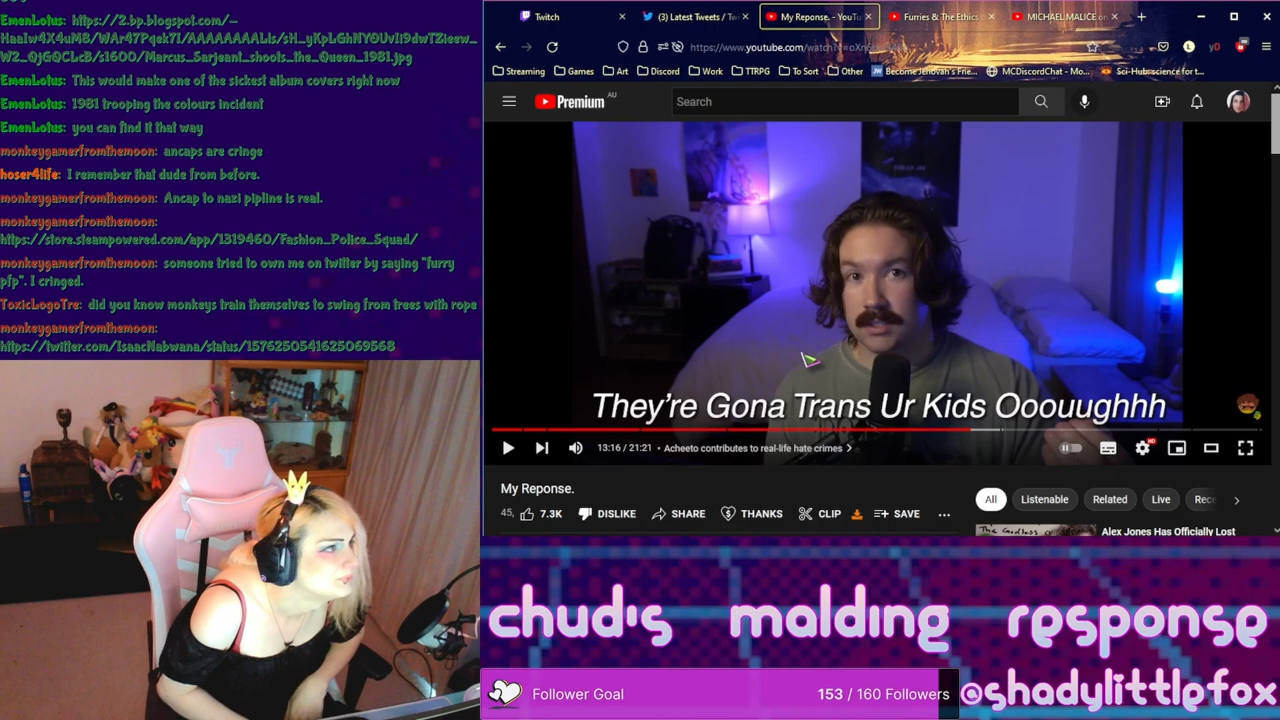 EmenLotus: https://2.bp.blogspot.com/-
EmenLotus: This would make one of the sickest album covers right now
EmenLotus: 1981 trooping the colours incident
EmenLotus: you can find it that way
monkeygamerfromthemoon: ancaps are cringe
hoser4life: I remember that dude from before.
monkeygamerfromthemoon: Ancap to nazi pipline is real.
monkeygamerfromthemoon:
https://store.steampowered.com/app/1319460/Fashion_Police_Squad/
monkeygamerfromthemoon: someone tried to own me on twitter by saying "furry
pfp". I cringed.
ToxicLogoTre: did you know monkeys train themselves to swing from trees with rope
monkeygamerfromthemoon:
https://twitter.com/IsaacNabwana/status/1576250541625069568
Twitch
(3) Latest Tweets / Tw
My Reponse. - YouTu
Furries & The Ethics o
MICHAEL MALICE on
https://www.youtube.com/watch?
Streaming
Games
Art
Discord
Work
TTRPG
To Sort
Other
Become Jehovah's Frie...
MCDiscordChat - Mo...
Sci-Hub: science for t...
Premium AU
Search
They're Gona Trans Ur Kids Ooouughhh
13:16 / 21:21 • Acheeto contributes to real-life hate crimes
HD
My Reponse.
45, 7.3K DISLIKE SHARE THANKS CLIP SAVE ...
All Listenable Related Live Rece
Alex Jones Has Officially Lost
chud's malding response
Follower Goal 153 / 160 Followers
@shadylittlefox